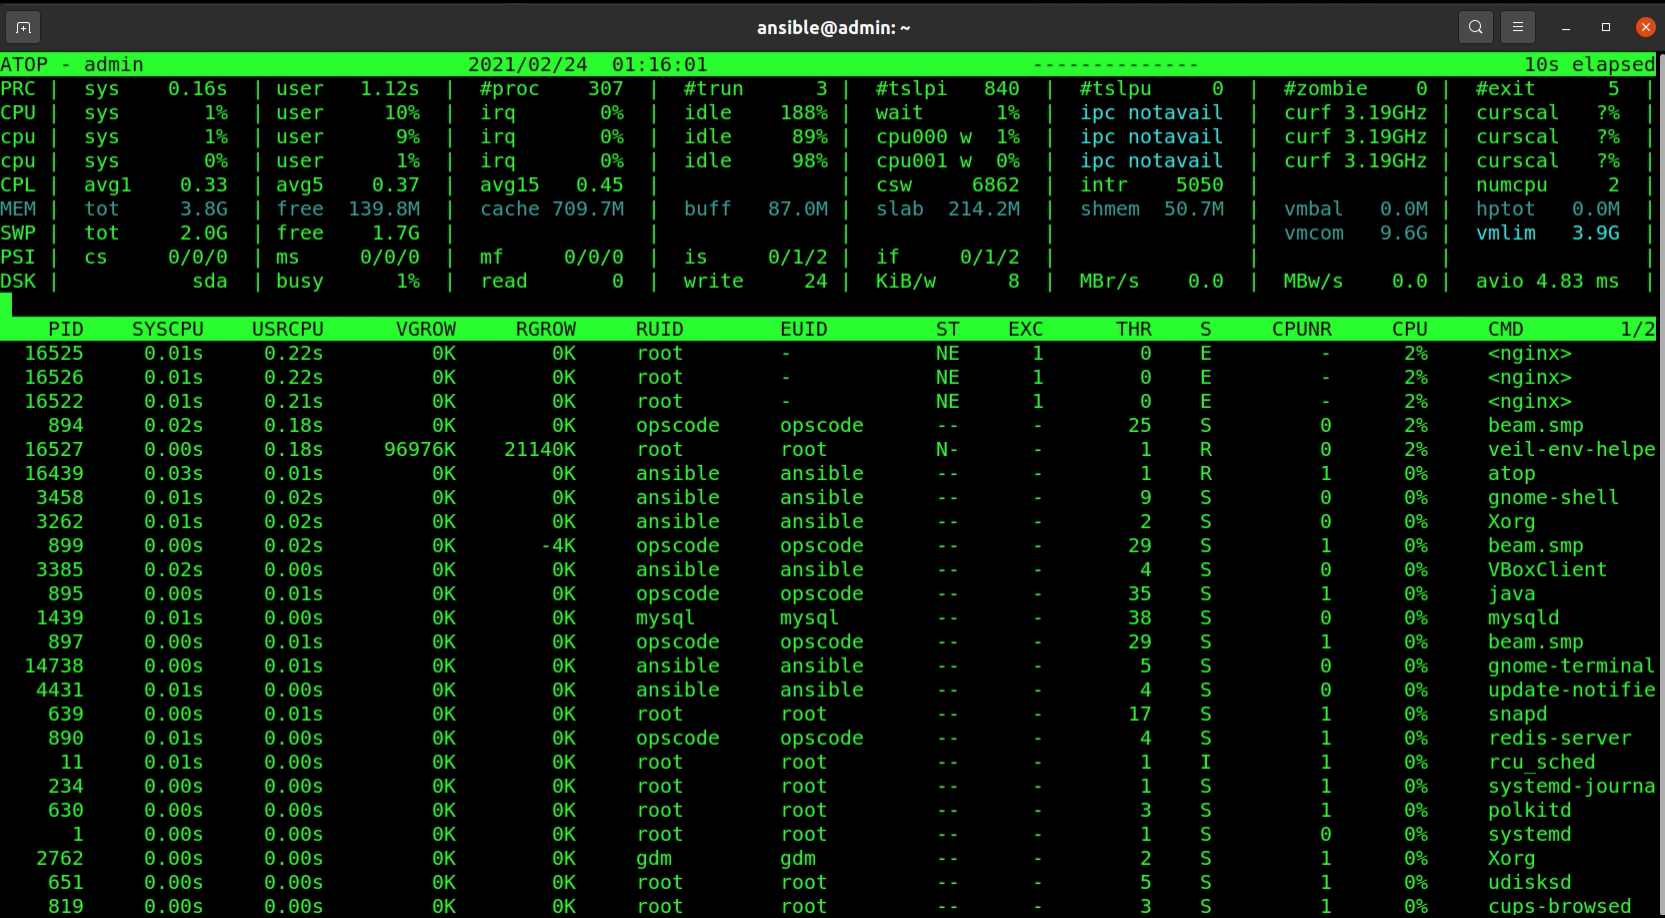 ansible@admin: ~
ATOP - admin 2021/02/24 01:16:01 -------------- 10s elapsed
PRC | sys 0.16s | user 1.12s | #proc 307 | #trun 3 | #tslpi 840 | #tslpu 0 | #zombie 0 | #exit 5 |
CPU | sys 1% | user 10% | irq 0% | idle 188% | wait 1% | ipc notavail | curf 3.19GHz | curscal ?% |
cpu | sys 1% | user 9% | irq 0% | idle 89% | cpu000 w 1% | ipc notavail | curf 3.19GHz | curscal ?% |
cpu | sys 0% | user 1% | irq 0% | idle 98% | cpu001 w 0% | ipc notavail | curf 3.19GHz | curscal ?% |
CPL | avg1 0.33 | avg5 0.37 | avg15 0.45 | | csw 6862 | intr 5050 | | numcpu 2 |
MEM | tot 3.8G | free 139.8M | cache 709.7M | buff 87.0M | slab 214.2M | shmem 50.7M | vmbal 0.0M | hptot 0.0M |
SWP | tot 2.0G | free 1.7G | | | | | vmcom 9.6G | vmlim 3.9G |
PSI | cs 0/0/0 | ms 0/0/0 | mf 0/0/0 | is 0/1/2 | if 0/1/2 | | | |
DSK | sda | busy 1% | read 0 | write 24 | KiB/w 8 | MBr/s 0.0 | MBw/s 0.0 | avio 4.83 ms |
PID SYSCPU USRCPU VGROW RGROW RUID EUID ST EXC THR S CPUNR CPU CMD 1/2
16525 0.01s 0.22s 0K 0K root - NE 1 0 E - 2% <nginx>
16526 0.01s 0.22s 0K 0K root - NE 1 0 E - 2% <nginx>
16522 0.01s 0.21s 0K 0K root - NE 1 0 E - 2% <nginx>
894 0.02s 0.18s 0K 0K opscode opscode -- - 25 S 0 2% beam.smp
16527 0.00s 0.18s 96976K 21140K root root N- - 1 R 0 2% veil-env-helpe
16439 0.03s 0.01s 0K 0K ansible ansible -- - 1 R 1 0% atop
3458 0.01s 0.02s 0K 0K ansible ansible -- - 9 S 0 0% gnome-shell
3262 0.01s 0.02s 0K 0K ansible ansible -- - 2 S 0 0% Xorg
899 0.00s 0.02s 0K -4K opscode opscode -- - 29 S 1 0% beam.smp
3385 0.02s 0.00s 0K 0K ansible ansible -- - 4 S 0 0% VBoxClient
895 0.00s 0.01s 0K 0K opscode opscode -- - 35 S 1 0% java
1439 0.00s 0.01s 0K 0K mysql mysql -- - 38 S 0 0% mysqld
897 0.00s 0.01s 0K 0K opscode opscode -- - 29 S 1 0% beam.smp
14738 0.00s 0.01s 0K 0K ansible ansible -- - 5 S 0 0% gnome-terminal
4431 0.01s 0.00s 0K 0K ansible ansible -- - 4 S 0 0% update-notifie
639 0.00s 0.01s 0K 0K root root -- - 17 S 1 0% snapd
890 0.01s 0.00s 0K 0K opscode opscode -- - 4 S 1 0% redis-server
11 0.01s 0.00s 0K 0K root root -- - 1 I 1 0% rcu_sched
234 0.00s 0.00s 0K 0K root root -- - 1 S 1 0% systemd-journa
630 0.00s 0.00s 0K 0K root root -- - 3 S 1 0% polkitd
1 0.00s 0.00s 0K 0K root root -- - 1 S 0 0% systemd
2762 0.00s 0.00s 0K 0K gdm gdm -- - 2 S 1 0% Xorg
651 0.00s 0.00s 0K 0K root root -- - 5 S 1 0% udisksd
819 0.00s 0.00s 0K 0K root root -- - 3 S 1 0% cups-browsed